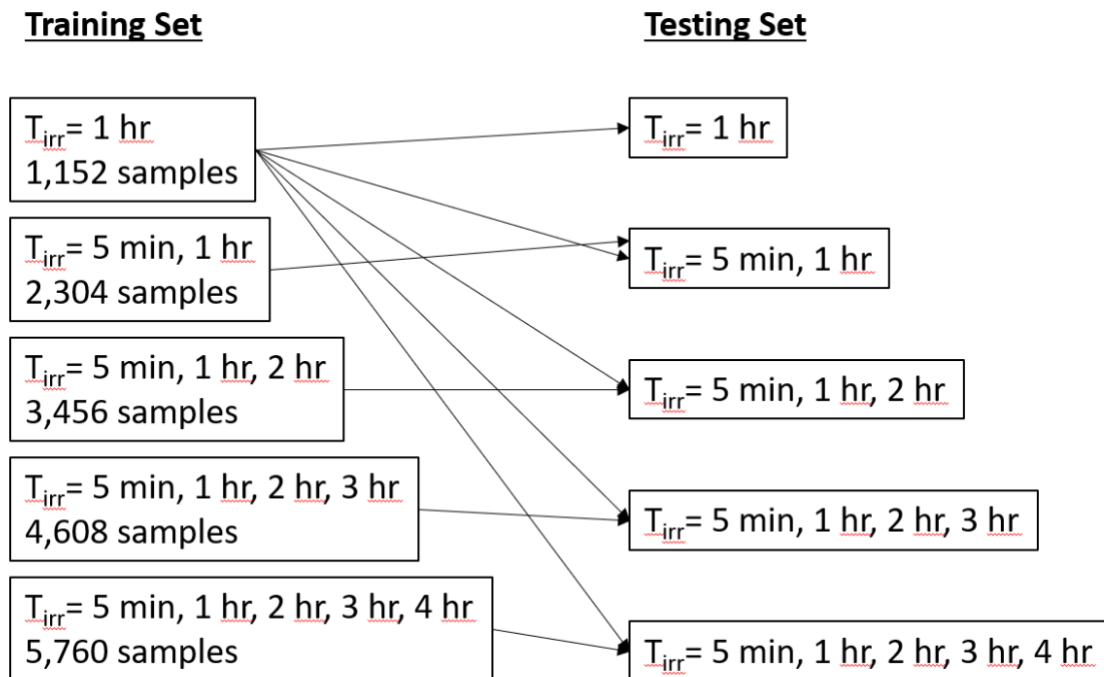 Training Set
Testing Set
Tirr= 1 hr
1,152 samples
Tirr= 5 min, 1 hr
2,304 samples
Tirr= 5 min, 1 hr, 2 hr
3,456 samples
Tirr= 5 min, 1 hr, 2 hr, 3 hr
4,608 samples
Tirr= 5 min, 1 hr, 2 hr, 3 hr, 4 hr
5,760 samples
Tirr= 1 hr
Tirr= 5 min, 1 hr
Tirr= 5 min, 1 hr, 2 hr
Tirr= 5 min, 1 hr, 2 hr, 3 hr
Tirr= 5 min, 1 hr, 2 hr, 3 hr, 4 hr